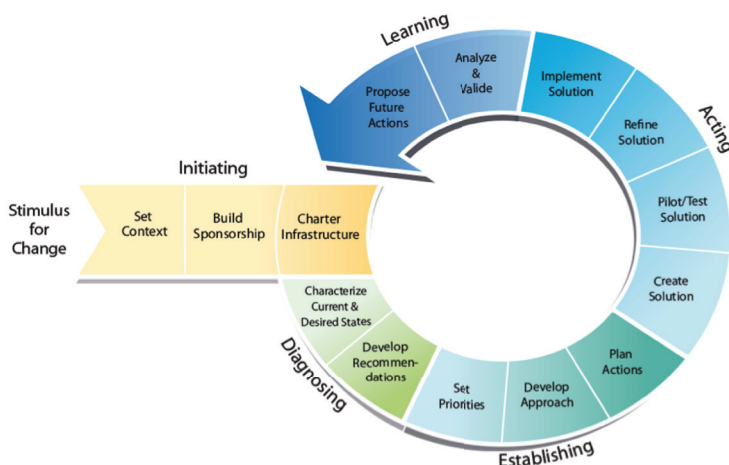 Stimulus
for
Change
Initiating
Set
Context
Build
Sponsorship
Charter
Infrastructure
Diagnosing
Characterize
Current &
Desired States
Develop
Recommen-
dations
Establishing
Set
Priorities
Develop
Approach
Plan
Actions
Acting
Create
Solution
Pilot/Test
Solution
Refine
Solution
Implement
Solution
Learning
Analyze
&
Valide
Propose
Future
Actions